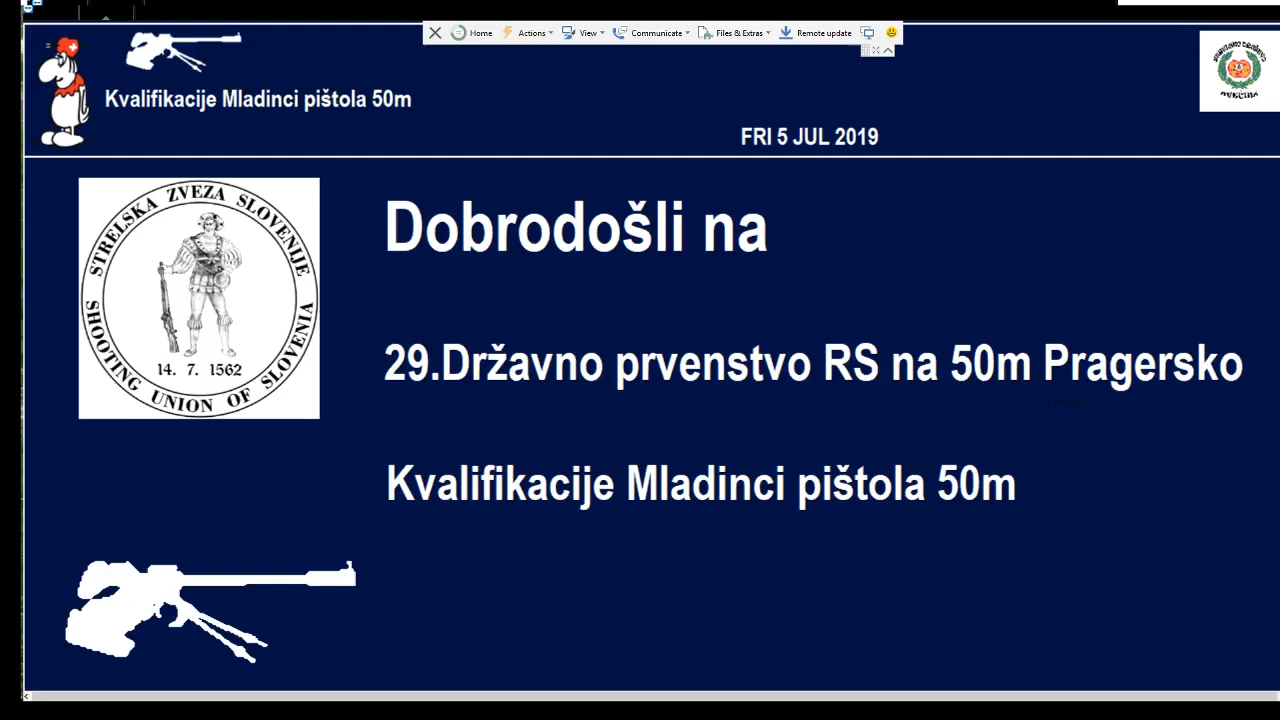 Home Actions View Communicate Files & Extras Remote update
Kvalifikacije Mladinci pištola 50m
FRI 5 JUL 2019
STRELSKA ZVEZA SLOVENIJE
14. 7. 1562
SHOOTING UNION OF SLOVENIA
Dobrodošli na
29.Državno prvenstvo RS na 50m Pragersko
Kvalifikacije Mladinci pištola 50m